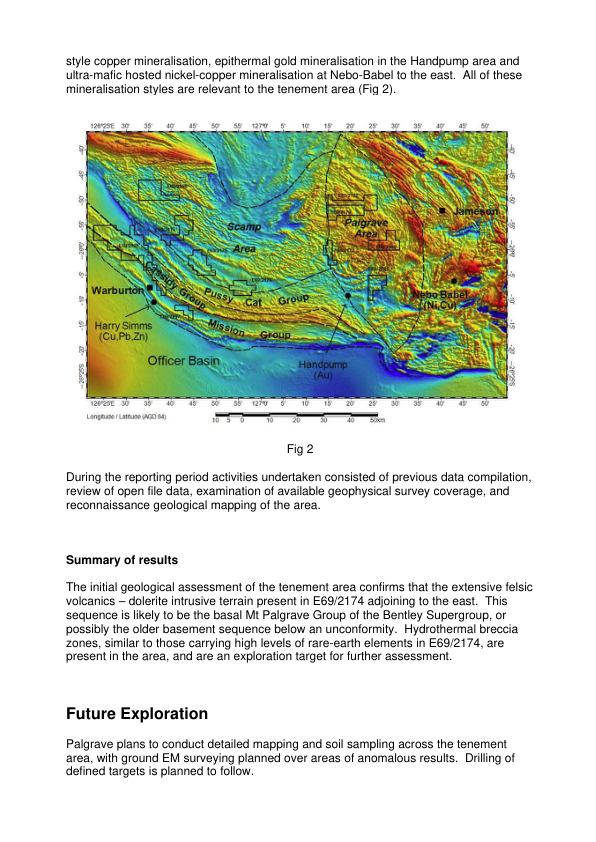 style copper mineralisation, epithermal gold mineralisation in the Handpump area and
ultra-mafic hosted nickel-copper mineralisation at Nebo-Babel to the east.  All of these
mineralisation styles are relevant to the tenement area (Fig 2).
126°25'E 30' 35' 40' 45' 50' 55' 127°0' 5' 10' 15' 20' 25' 30' 35' 40' 45' 50'
Scamp
Area
Palgrave
Area
Jameson
Warburton
Cassidy Group
Pussy Cat Group
Nebo Babel
(Ni,Cu)
Harry Simms
(Cu,Pb,Zn)
Mission Group
Officer Basin
Handpump
(Au)
126°25'E 30' 35' 40' 45' 50' 55' 127°0' 5' 10' 15' 20' 25' 30' 35' 40' 45' 50'
Longitude / Latitude (AGD 84)
10 5 0 10 20 30 40 50km
Fig 2
During the reporting period activities undertaken consisted of previous data compilation,
review of open file data, examination of available geophysical survey coverage, and
reconnaissance geological mapping of the area.
Summary of results
The initial geological assessment of the tenement area confirms that the extensive felsic
volcanics – dolerite intrusive terrain present in E69/2174 adjoining to the east.  This
sequence is likely to be the basal Mt Palgrave Group of the Bentley Supergroup, or
possibly the older basement sequence below an unconformity.  Hydrothermal breccia
zones, similar to those carrying high levels of rare-earth elements in E69/2174, are
present in the area, and are an exploration target for further assessment.
Future Exploration
Palgrave plans to conduct detailed mapping and soil sampling across the tenement
area, with ground EM surveying planned over areas of anomalous results.  Drilling of
defined targets is planned to follow.